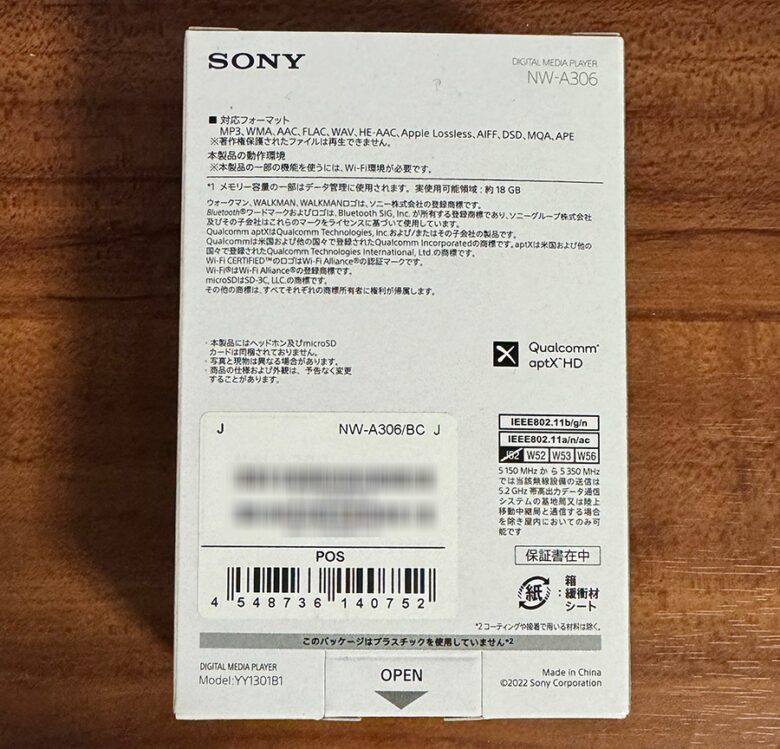 SONY
DIGITAL MEDIA PLAYER
NW-A306
■ 対応フォーマット
MP3、WMA、AAC、FLAC、WAV、HE-AAC、Apple Lossless、AIFF、DSD、MQA、APE
※著作権保護されたファイルは再生できません。
本製品の動作環境
※本製品の一部の機能を使うには、Wi-Fi環境が必要です。
*1 メモリー容量の一部はデータ管理に使用されます。実使用可能領域：約 18 GB
ウォークマン、WALKMAN、WALKMANロゴは、ソニー株式会社の登録商標です。
Bluetooth®ワードマークおよびロゴは、Bluetooth SIG, Inc. が所有する登録商標であり、ソニーグループ株式会社
及びその子会社はこれらのマークをライセンスに基づいて使用しています。
Qualcomm aptXはQualcomm Technologies, Inc.および/またはその子会社の製品です。
Qualcommは米国および他の国々で登録されたQualcomm Incorporatedの商標です。aptXは米国および他の
国々で登録されたQualcomm Technologies International, Ltd.の商標です。
Wi-Fi CERTIFIED™のロゴはWi-Fi Alliance®の認証マークです。
Wi-Fi®はWi-Fi Alliance®の登録商標です。
microSDはSD-3C, LLC.の商標です。
その他の商標は、すべてそれぞれの商標所有者に権利が帰属します。
・本製品にはヘッドホン及びmicroSD
カードは同梱されておりません。
・写真と現物は異なる場合があります。
・商品の仕様および外観は、予告なく変更
することがあります。
Qualcomm®
aptX™ HD
J NW-A306/BC J
POS
4 548736 140752
IEEE802.11b/g/n
IEEE802.11a/n/ac
J52 W52 W53 W56
5 150 MHz から 5 350 MHz
では当該無線設備の送信は
5.2 GHz 帯高出力データ通信
システムの基地局又は陸上
移動中継局と通信する場合
を除き屋内においてのみ可
能です
保証書在中
紙：箱
緩衝材
シート
*2 コーティングや接着で用いる材料は除く。
このパッケージはプラスチックを使用していません*2
DIGITAL MEDIA PLAYER
Model:YY1301B1
OPEN
Made in China
©2022 Sony Corporation